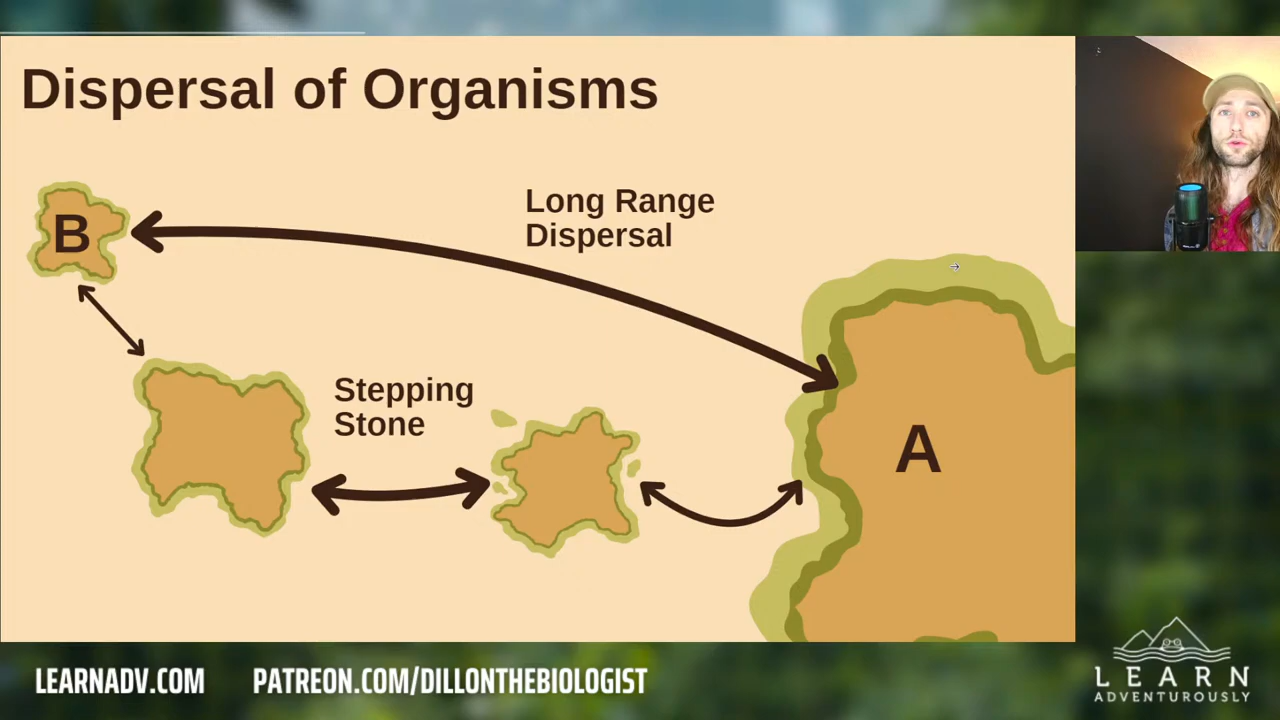 Dispersal of Organisms
B
Long Range
Dispersal
Stepping
Stone
A
LEARNADV.COM
PATREON.COM/DILLONTHEBIOLOGIST
LEARN
ADVENTUROUSLY